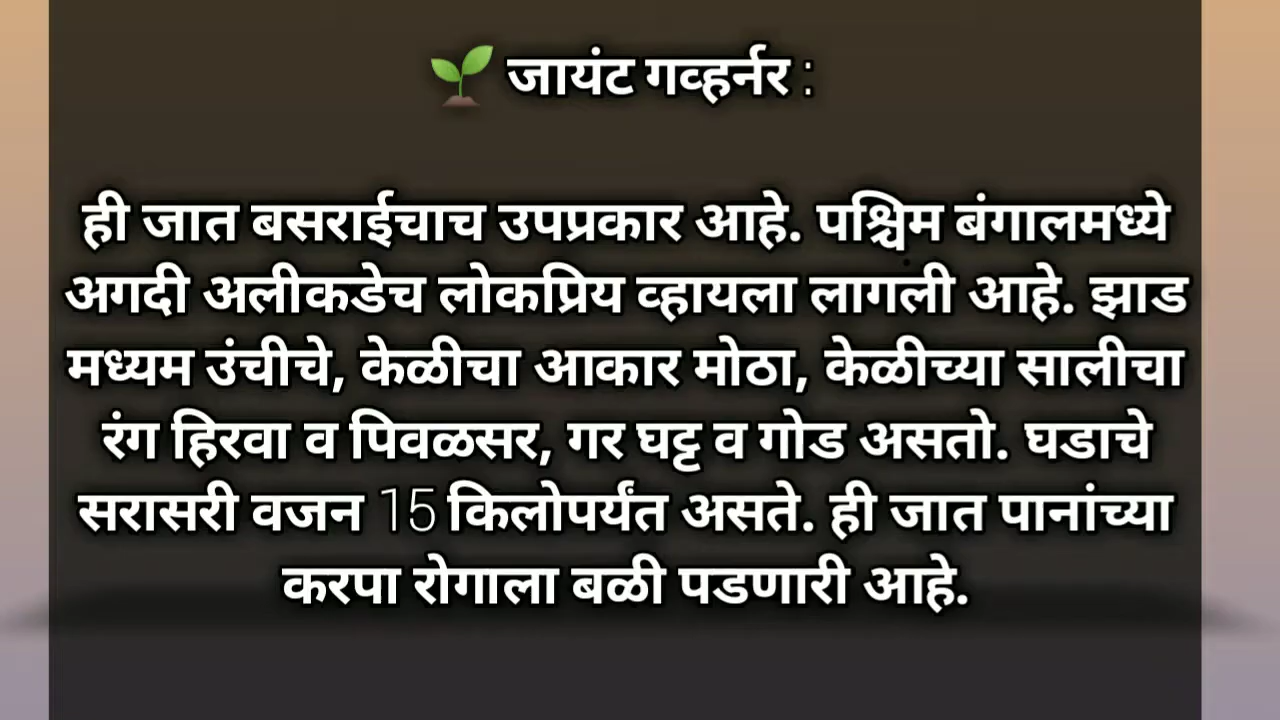 🌱 जायंट गव्हर्नर :
ही जात बसराईचाच उपप्रकार आहे. पश्चिम बंगालमध्ये
अगदी अलीकडेच लोकप्रिय व्हायला लागली आहे. झाड
मध्यम उंचीचे, केळीचा आकार मोठा, केळीच्या सालीचा
रंग हिरवा व पिवळसर, गर घट्ट व गोड असतो. घडाचे
सरासरी वजन 15 किलोपर्यंत असते. ही जात पानांच्या
करपा रोगाला बळी पडणारी आहे.